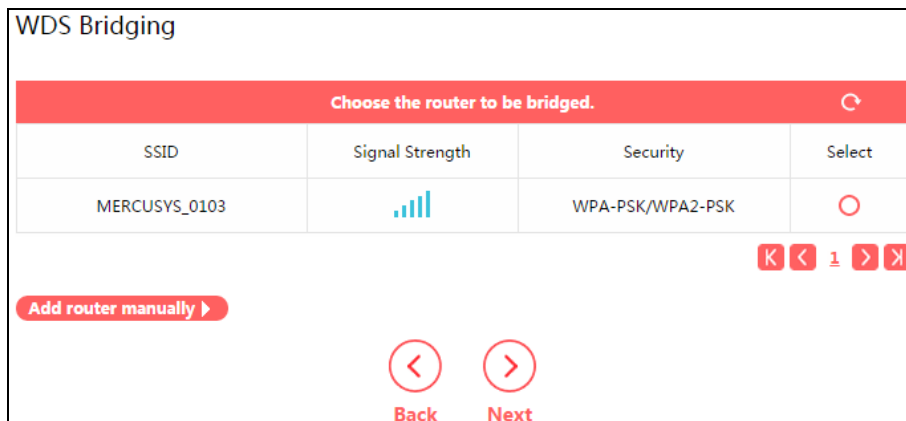 WDS Bridging
Choose the router to be bridged.
SSID Signal Strength Security Select
MERCUSYS_0103 WPA-PSK/WPA2-PSK
1
Add router manually
Back Next